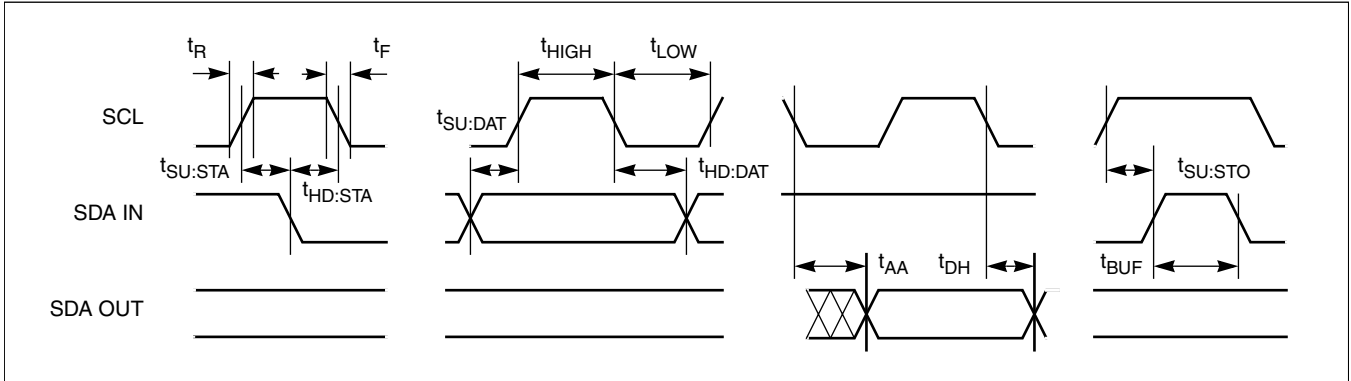 tR tF tHIGH tLOW
SCL
tSU:DAT
tSU:STA tHD:STA tHD:DAT tSU:STO
SDA IN
tAA tDH tBUF
SDA OUT